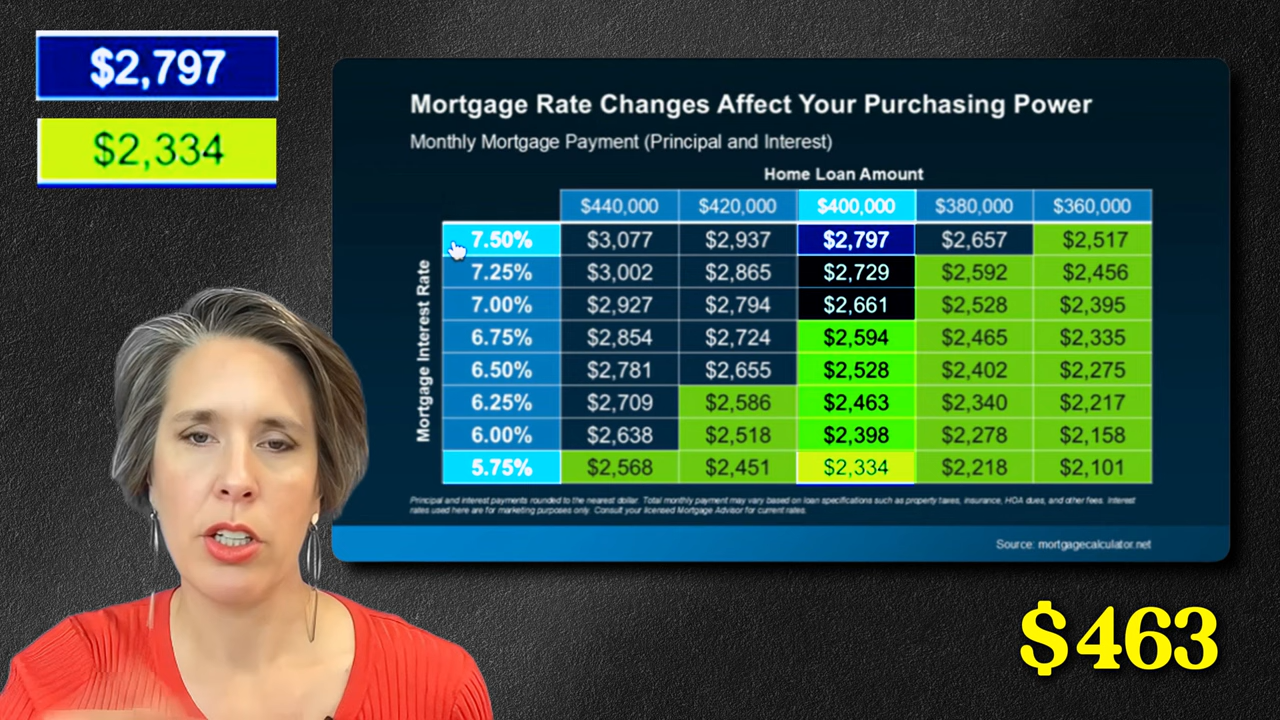 $2,797
$2,334
Mortgage Rate Changes Affect Your Purchasing Power
Monthly Mortgage Payment (Principal and Interest)
Home Loan Amount
$440,000 $420,000 $400,000 $380,000 $360,000
Mortgage Interest Rate
7.50% $3,077 $2,937 $2,797 $2,657 $2,517
7.25% $3,002 $2,865 $2,729 $2,592 $2,456
7.00% $2,927 $2,794 $2,661 $2,528 $2,395
6.75% $2,854 $2,724 $2,594 $2,465 $2,335
6.50% $2,781 $2,655 $2,528 $2,402 $2,275
6.25% $2,709 $2,586 $2,463 $2,340 $2,217
6.00% $2,638 $2,518 $2,398 $2,278 $2,158
5.75% $2,568 $2,451 $2,334 $2,218 $2,101
Principal and interest payments rounded to the nearest dollar. Total monthly payment may vary based on loan specifications such as property taxes, insurance, HOA dues, and other fees. Interest
rates used here are for marketing purposes only. Consult your licensed Mortgage Advisor for current rates.
Source: mortgagecalculator.net
$463